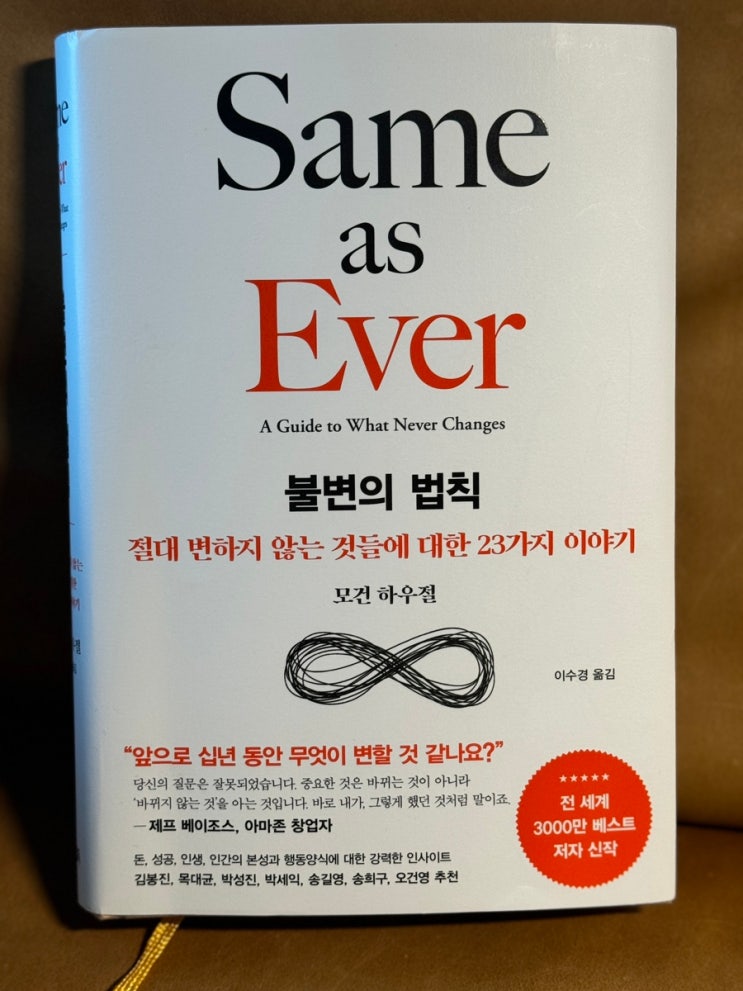 Same
as
Ever
A Guide to What Never Changes
불변의 법칙
절대 변하지 않는 것들에 대한 23가지 이야기
모건 하우절
이수경 옮김
“앞으로 십년 동안 무엇이 변할 것 같나요?”
당신의 질문은 잘못되었습니다. 중요한 것은 바뀌는 것이 아니라
‘바뀌지 않는 것’을 아는 것입니다. 바로 내가, 그렇게 했던 것처럼 말이죠.
— 제프 베이조스, 아마존 창업자
돈, 성공, 인생, 인간의 본성과 행동양식에 대한 강력한 인사이트
김봉진, 목대균, 박성진, 박세익, 송길영, 송희구, 오건영 추천
전 세계
3000만 베스트
저자 신작